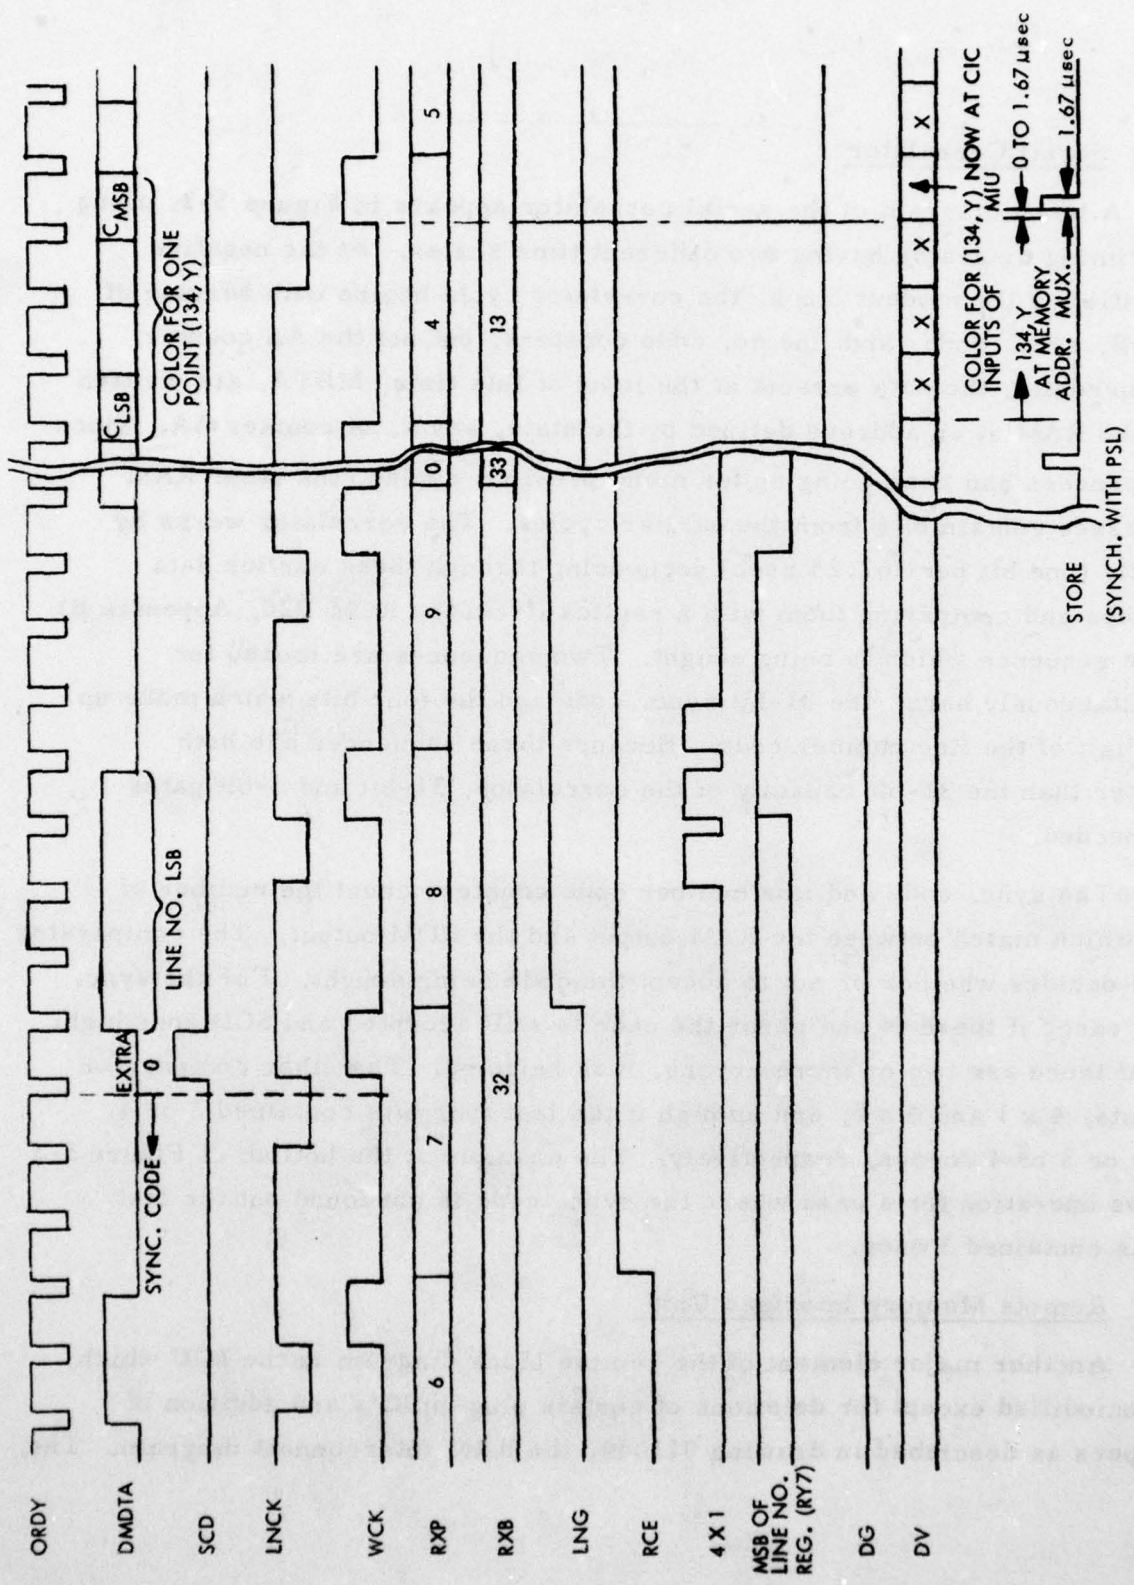 ORDY
DMDTA
SYNC. CODE
EXTRA
0
LINE NO. LSB
CLSB
CMSB
COLOR FOR ONE
POINT (134,Y)
SCD
LNCK
WCK
RXP
6
7
8
9
0
4
5
RXB
32
33
13
LNG
RCE
4 X 1
MSB OF
LINE NO.
REG. (RY7)
DG
DV
X
X
X
X
COLOR FOR (134,Y) NOW AT CIC
INPUTS OF MIU
134,Y
AT MEMORY
ADDR. MUX.
0 TO 1.67 µsec
1.67 µsec
STORE
(SYNCH. WITH PSL)